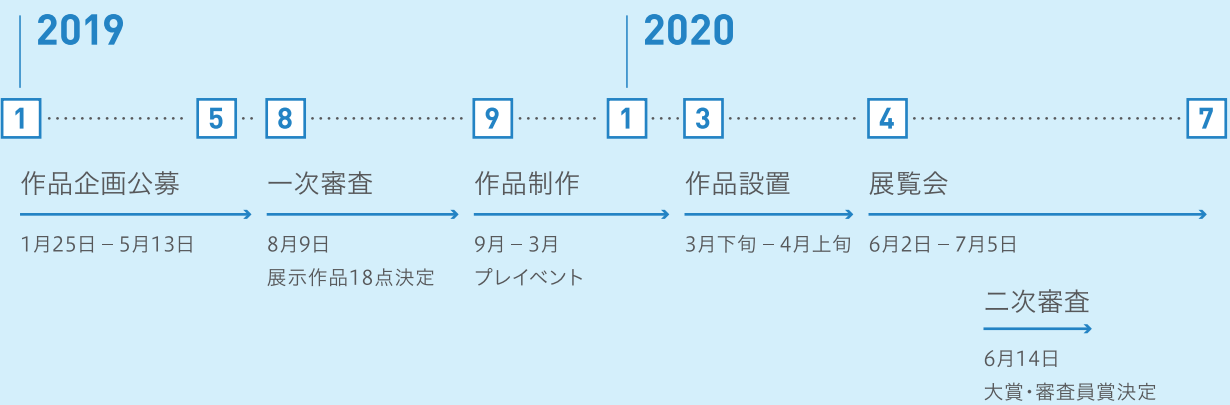 2019
2020
1
5
8
9
1
3
4
7
作品企画公募
一次審査
作品制作
作品設置
展覧会
1月25日 – 5月13日
8月9日
9月 – 3月
3月下旬 – 4月上旬
6月2日 – 7月5日
展示作品18点決定
プレイベント
二次審査
6月14日
大賞・審査員賞決定